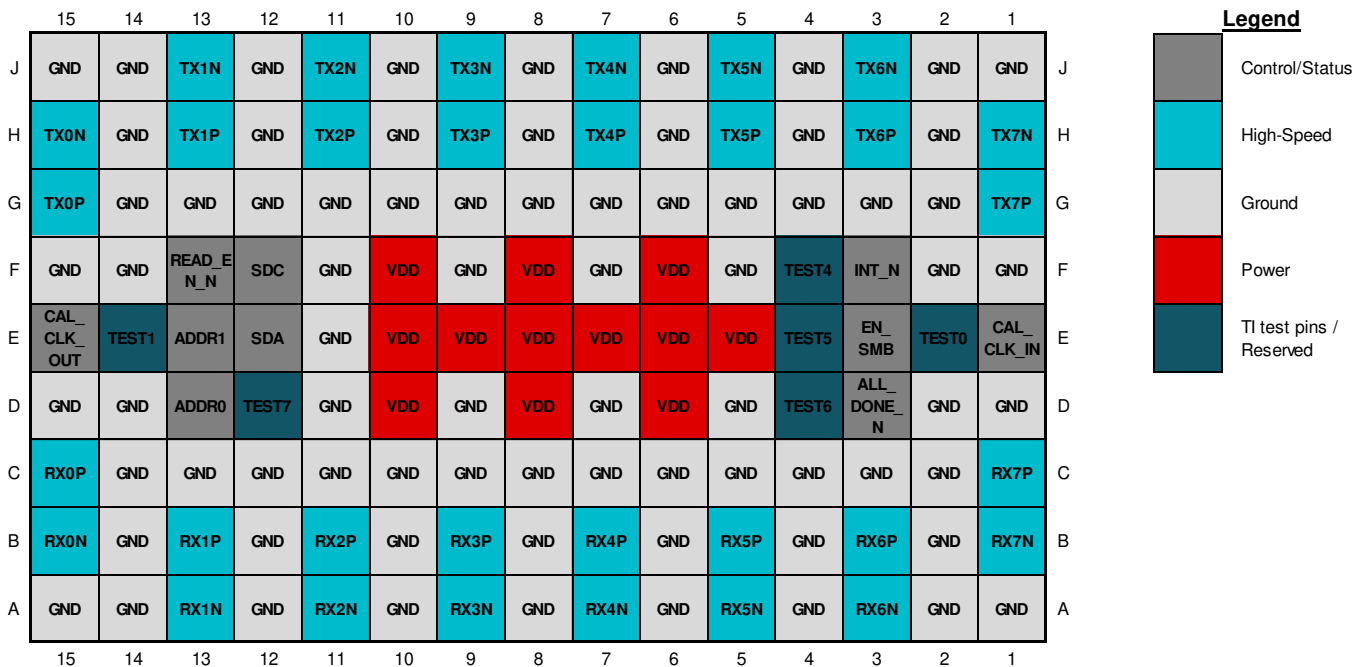 15 14 13 12 11 10 9 8 7 6 5 4 3 2 1
Legend
J GND GND TX1N GND TX2N GND TX3N GND TX4N GND TX5N GND TX6N GND GND J
Control/Status
H TX0N GND TX1P GND TX2P GND TX3P GND TX4P GND TX5P GND TX6P GND TX7N H
High-Speed
G TX0P GND GND GND GND GND GND GND GND GND GND GND GND GND TX7P G
Ground
F GND GND READ_E
N_N SDC GND VDD GND VDD GND VDD GND TEST4 INT_N GND GND F
Power
E CAL_
CLK_
OUT TEST1 ADDR1 SDA GND VDD VDD VDD VDD VDD VDD TEST5 EN_
SMB TEST0 CAL_
CLK_IN E
TI test pins /
Reserved
D GND GND ADDR0 TEST7 GND VDD GND VDD GND VDD GND TEST6 ALL_
DONE_
N GND GND D
C RX0P GND GND GND GND GND GND GND GND GND GND GND GND GND RX7P C
B RX0N GND RX1P GND RX2P GND RX3P GND RX4P GND RX5P GND RX6P GND RX7N B
A GND GND RX1N GND RX2N GND RX3N GND RX4N GND RX5N GND RX6N GND GND A
15 14 13 12 11 10 9 8 7 6 5 4 3 2 1